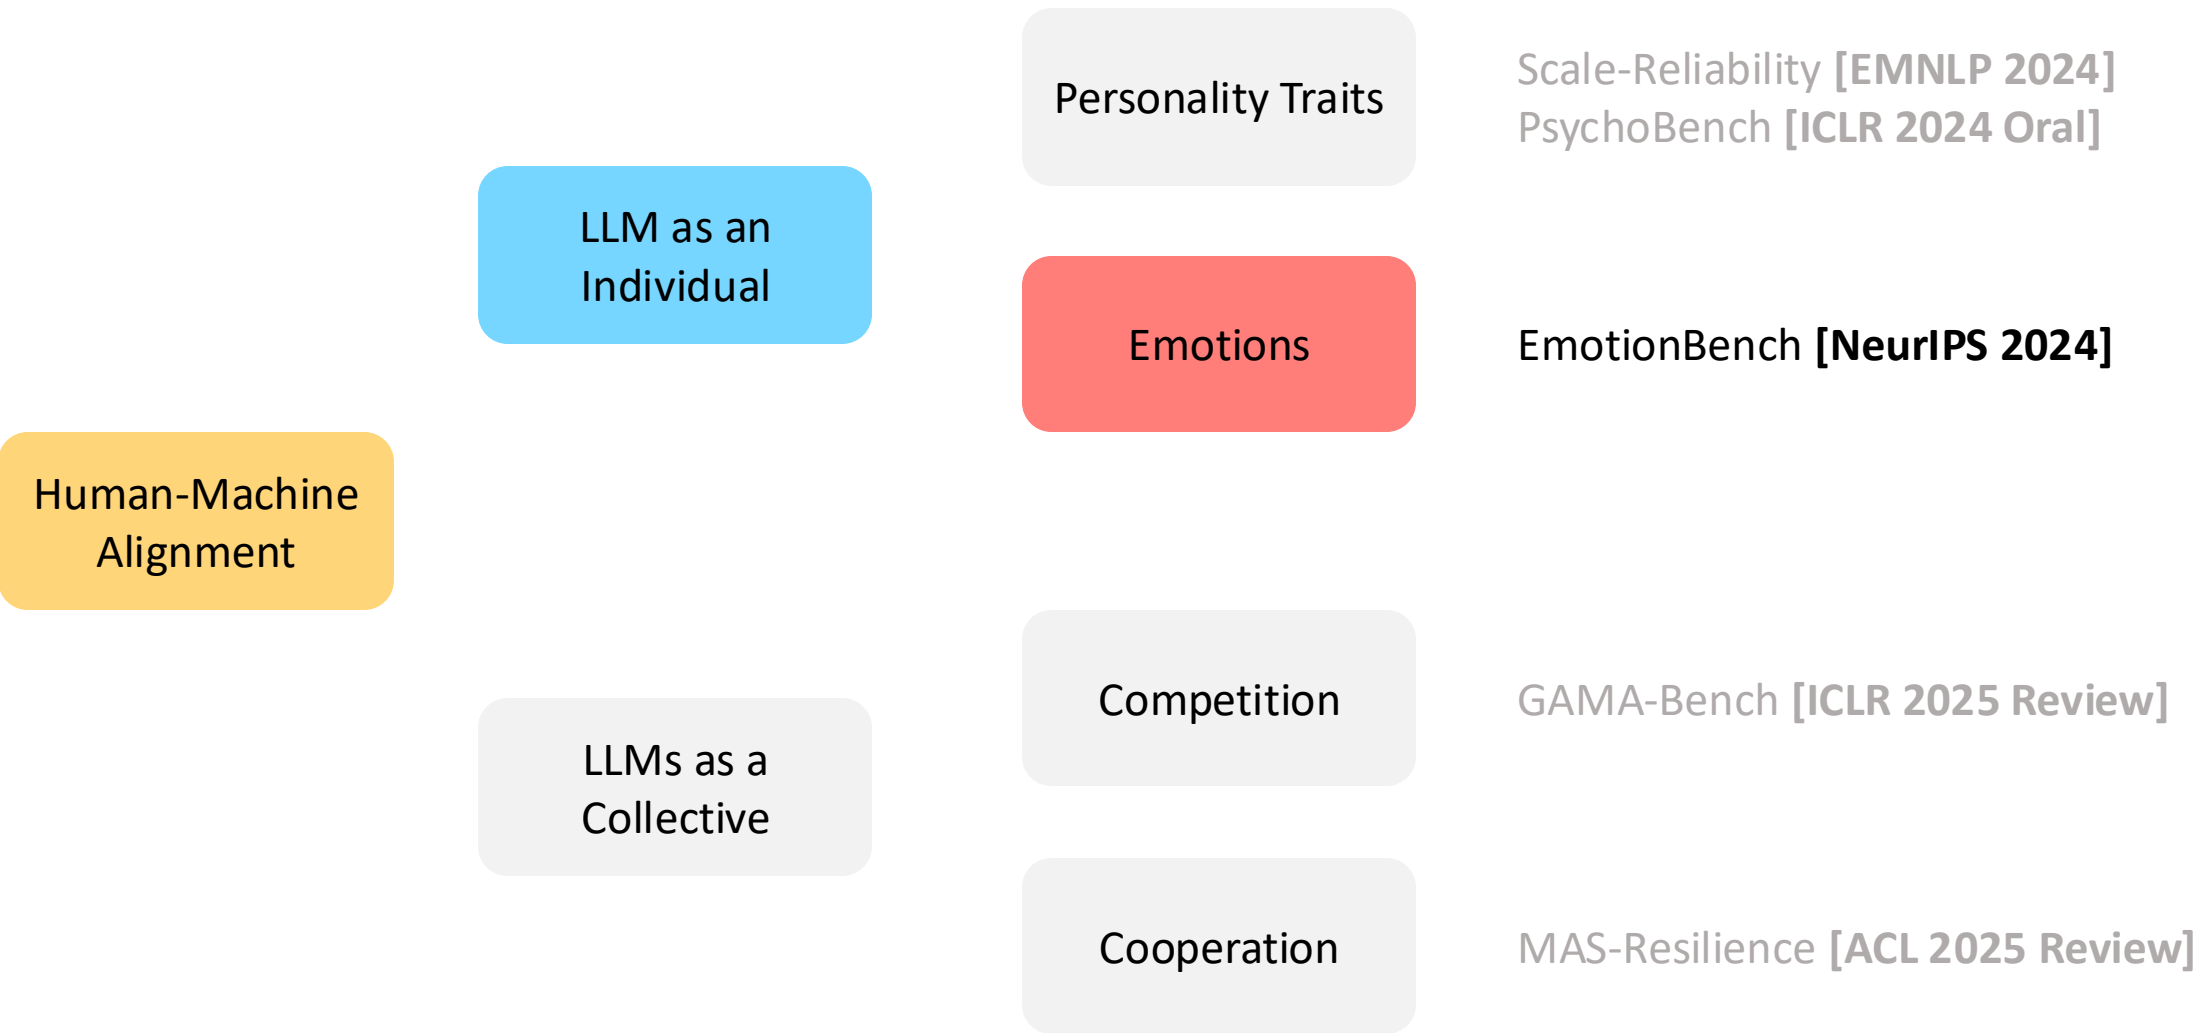 Human-Machine
Alignment
LLM as an
Individual
Personality Traits
Scale-Reliability [EMNLP 2024]
PsychoBench [ICLR 2024 Oral]
Emotions
EmotionBench [NeurIPS 2024]
LLMs as a
Collective
Competition
GAMA-Bench [ICLR 2025 Review]
Cooperation
MAS-Resilience [ACL 2025 Review]